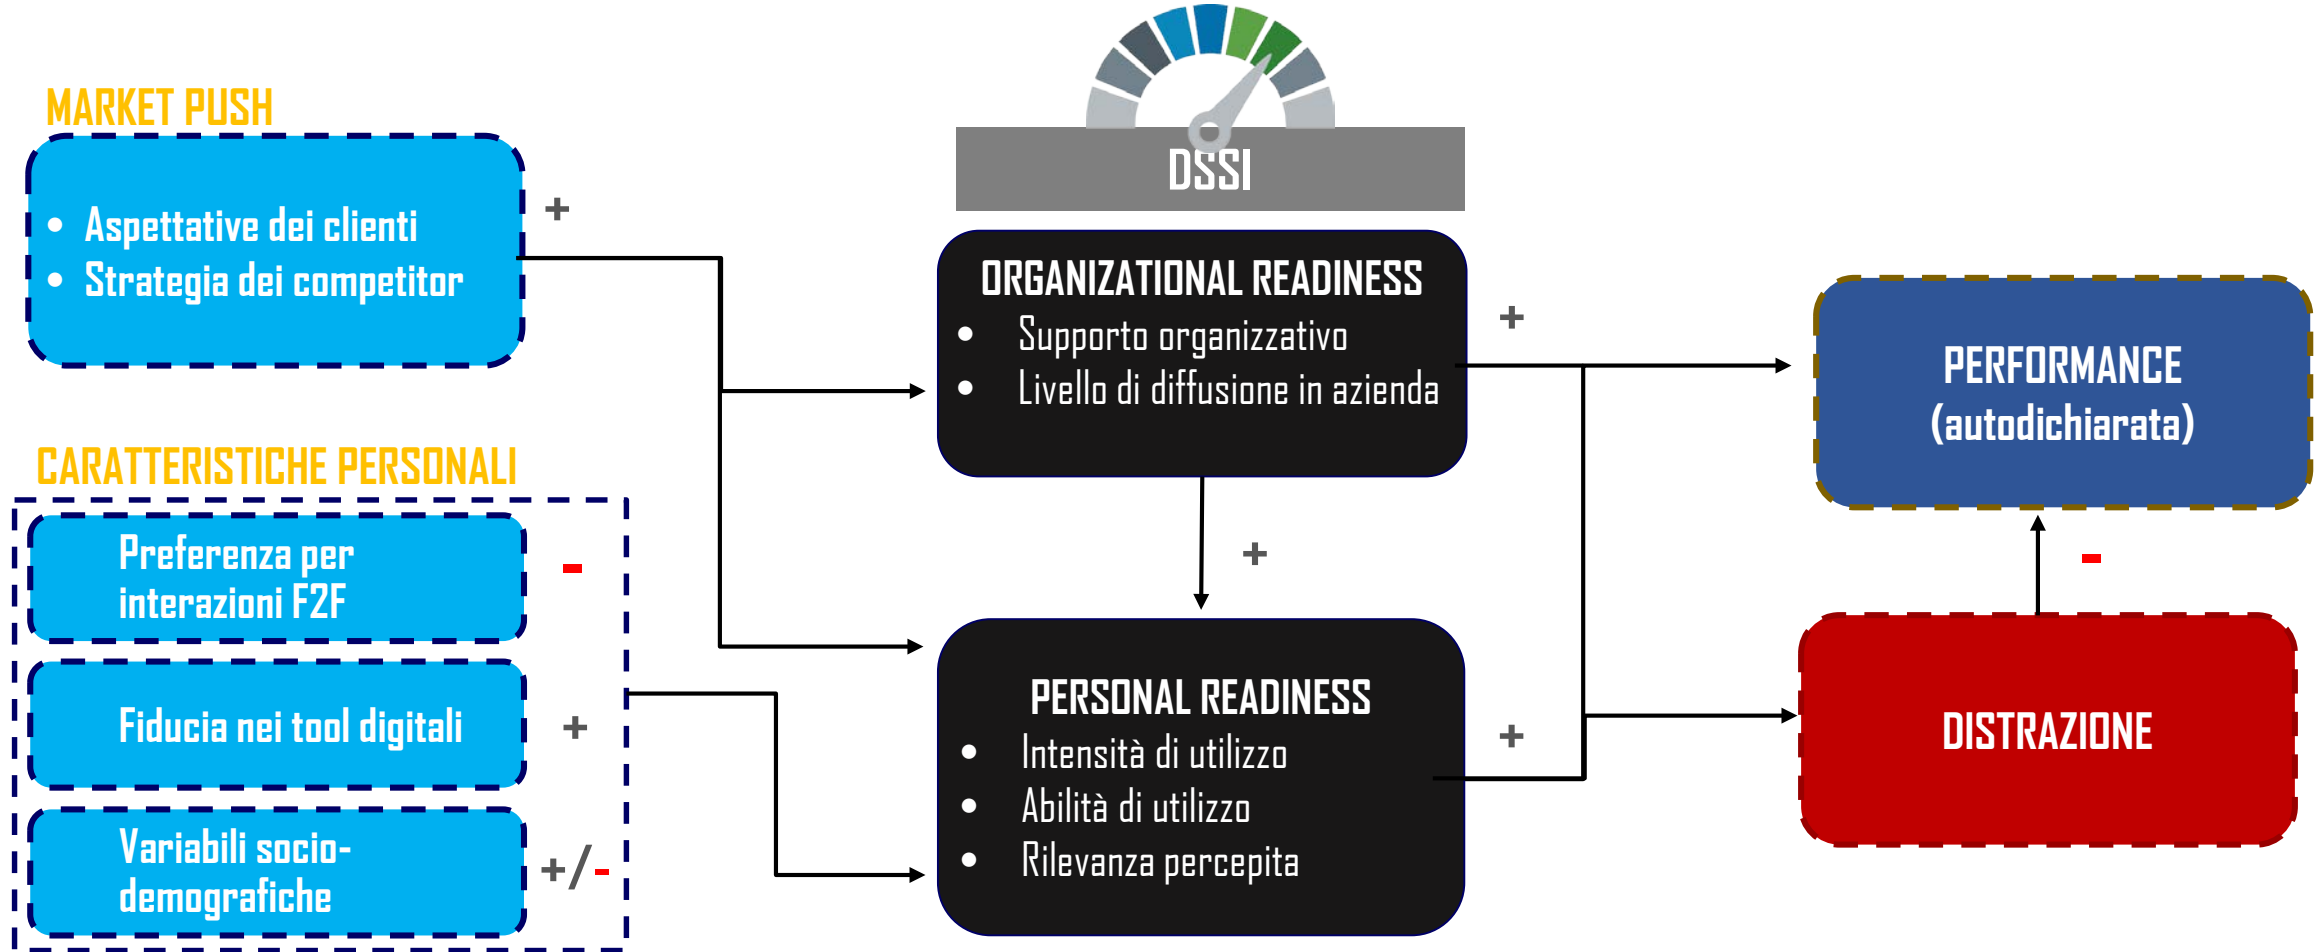 MARKET PUSH
• Aspettative dei clienti
• Strategia dei competitor
+
CARATTERISTICHE PERSONALI
Preferenza per
interazioni F2F
-
Fiducia nei tool digitali
+
Variabili socio-
demografiche
+/-
DSSI
ORGANIZATIONAL READINESS
• Supporto organizzativo
• Livello di diffusione in azienda
+
+
PERSONAL READINESS
• Intensità di utilizzo
• Abilità di utilizzo
• Rilevanza percepita
+
PERFORMANCE
(autodichiarata)
-
DISTRAZIONE